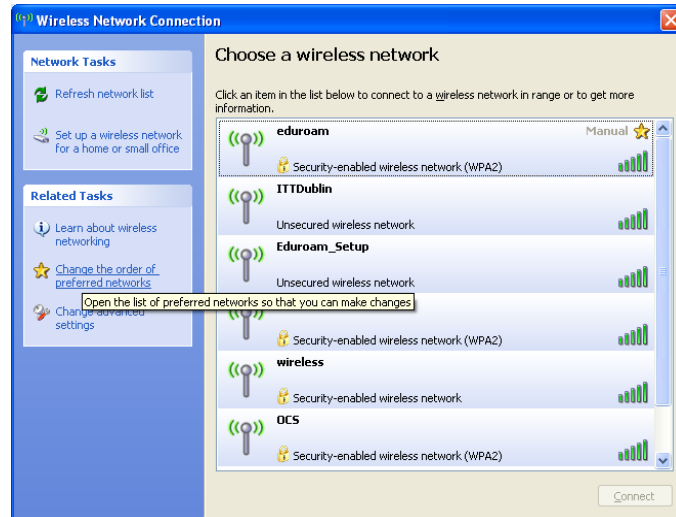 Wireless Network Connection
Network Tasks
Refresh network list
Set up a wireless network
for a home or small office
Related Tasks
Learn about wireless
networking
Change the order of
preferred networks
Open the list of preferred networks so that you can make changes
Change advanced
settings
Choose a wireless network
Click an item in the list below to connect to a wireless network in range or to get more
information.
eduroam
Manual
Security-enabled wireless network (WPA2)
ITTDublin
Unsecured wireless network
Eduroam_Setup
Unsecured wireless network
Security-enabled wireless network (WPA2)
wireless
Security-enabled wireless network
OCS
Security-enabled wireless network (WPA2)
Connect